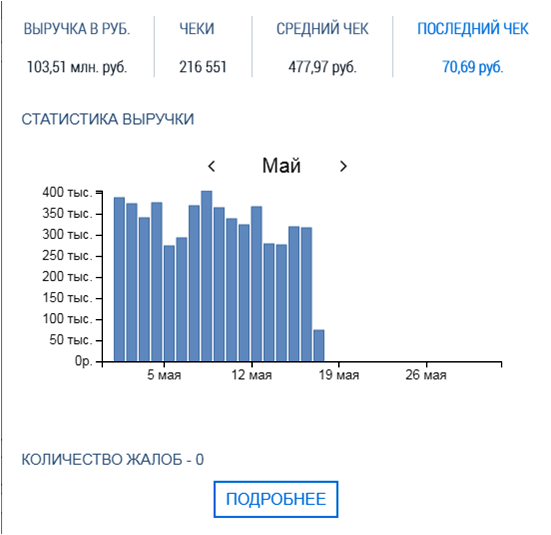 ВЫРУЧКА В РУБ. ЧЕКИ СРЕДНИЙ ЧЕК ПОСЛЕДНИЙ ЧЕК
103,51 млн. руб. 216 551 477,97 руб. 70,69 руб.
СТАТИСТИКА ВЫРУЧКИ
Май
400 тыс.
350 тыс.
300 тыс.
250 тыс.
200 тыс.
150 тыс.
100 тыс.
50 тыс.
0р.
5 мая 12 мая 19 мая 26 мая
КОЛИЧЕСТВО ЖАЛОБ - 0
ПОДРОБНЕЕ